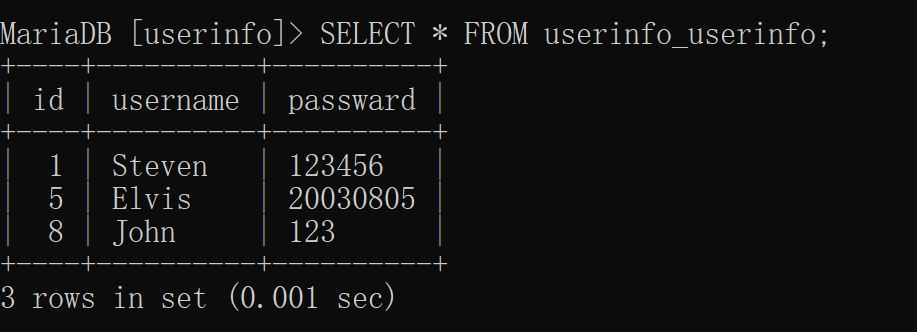 MariaDB [userinfo]> SELECT * FROM userinfo_userinfo;
+----+----------+----------+
| id | username | passward |
+----+----------+----------+
|  1 | Steven   | 123456   |
|  5 | Elvis    | 20030805 |
|  8 | John     | 123      |
+----+----------+----------+
3 rows in set (0.001 sec)